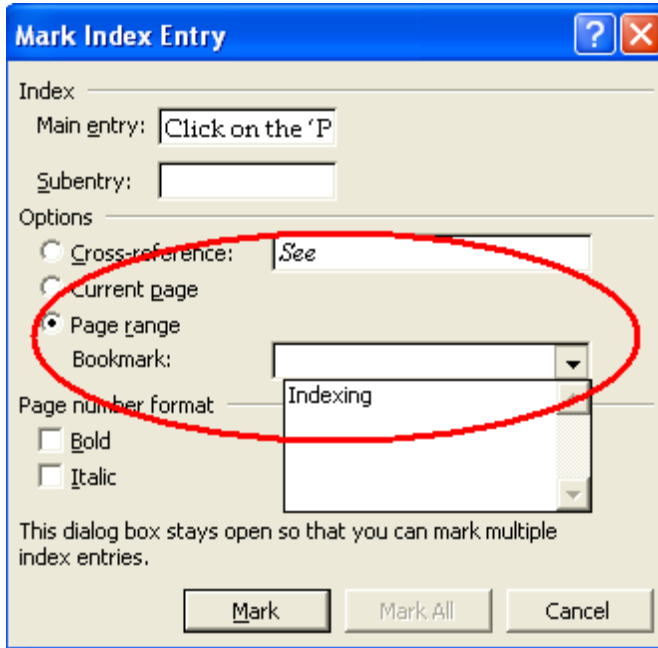 Mark Index Entry
Index
Main entry: Click on the ‘P
Subentry:
Options
Cross-reference: See
Current page
Page range
Bookmark:
Indexing
Page number format
Bold
Italic
This dialog box stays open so that you can mark multiple
index entries.
Mark Mark All Cancel